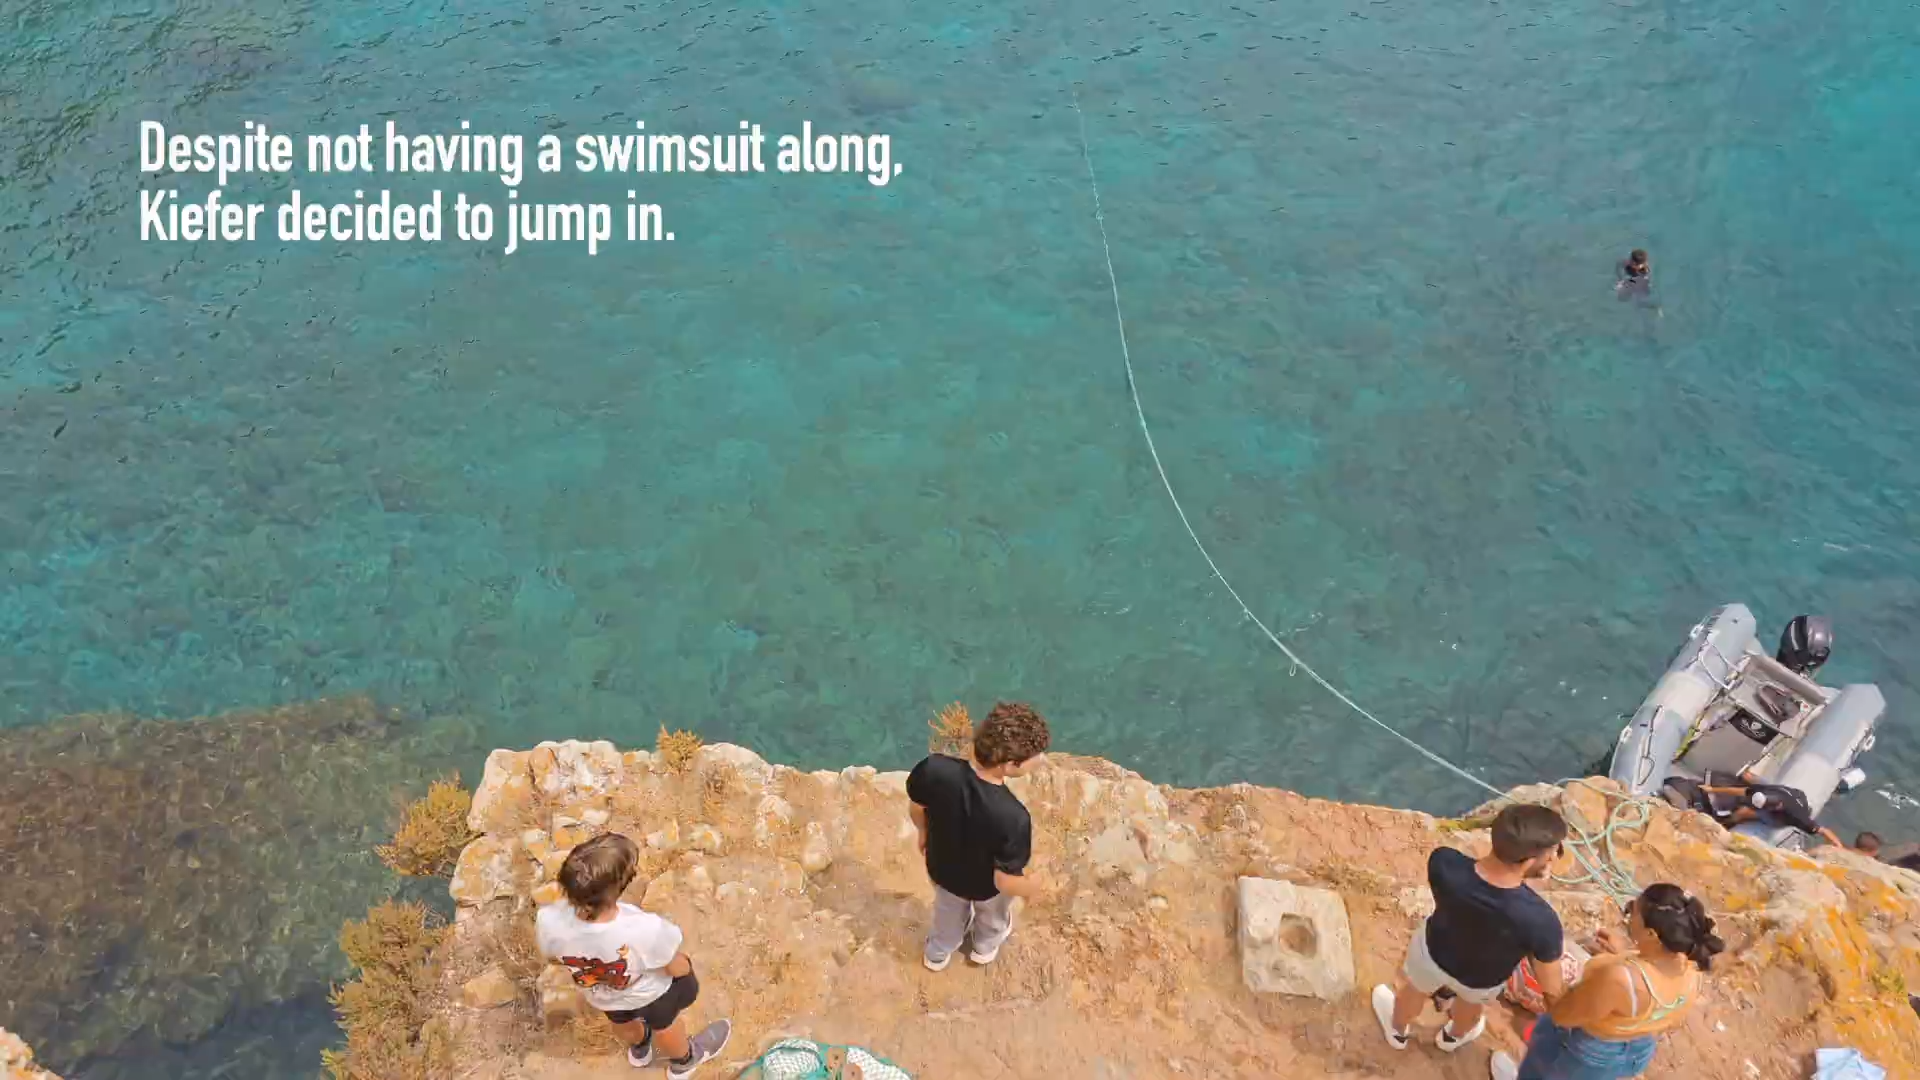 Despite not having a swimsuit along,
Kiefer decided to jump in.